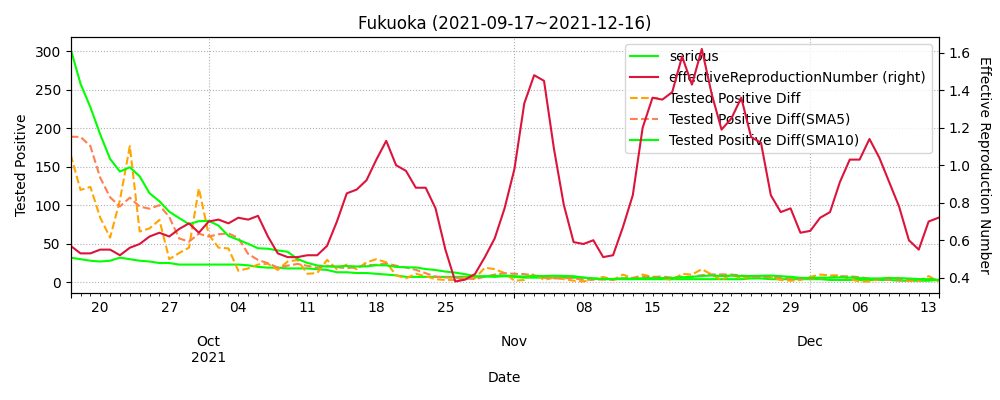 Fukuoka (2021-09-17~2021-12-16)
serious
effectiveReproductionNumber (right)
Tested Positive Diff
Tested Positive Diff(SMA5)
Tested Positive Diff(SMA10)
Tested Positive
300
250
200
150
100
50
0
1.6
1.4
1.2
1.0
0.8
0.6
0.4
Effective Reproduction Number
20 27 04 11 18 25 08 15 22 29 06 13
Oct Nov Dec
2021
Date